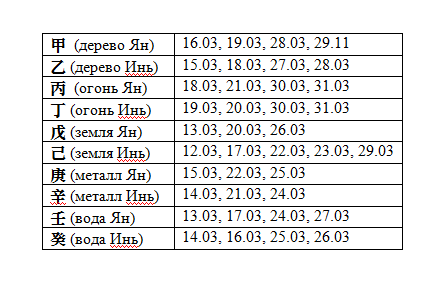 甲 (дерево Ян) 16.03, 19.03, 28.03, 29.11
乙 (дерево Инь) 15.03, 18.03, 27.03, 28.03
丙 (огонь Ян) 18.03, 21.03, 30.03, 31.03
丁 (огонь Инь) 19.03, 20.03, 30.03, 31.03
戊 (земля Ян) 13.03, 20.03, 26.03
己 (земля Инь) 12.03, 17.03, 22.03, 23.03, 29.03
庚 (металл Ян) 15.03, 22.03, 25.03
辛 (металл Инь) 14.03, 21.03, 24.03
壬 (вода Ян) 13.03, 17.03, 24.03, 27.03
癸 (вода Инь) 14.03, 16.03, 25.03, 26.03